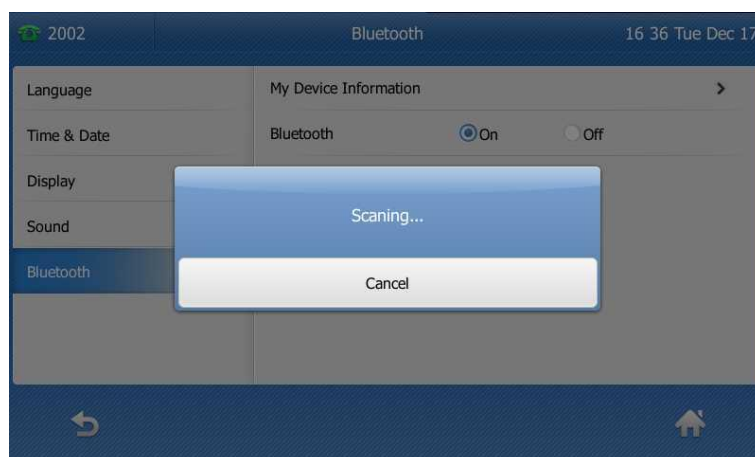 2002 Bluetooth 16 36 Tue Dec 17
Language
My Device Information
Time & Date
Bluetooth On Off
Display
Sound
Bluetooth
Scaning...
Cancel